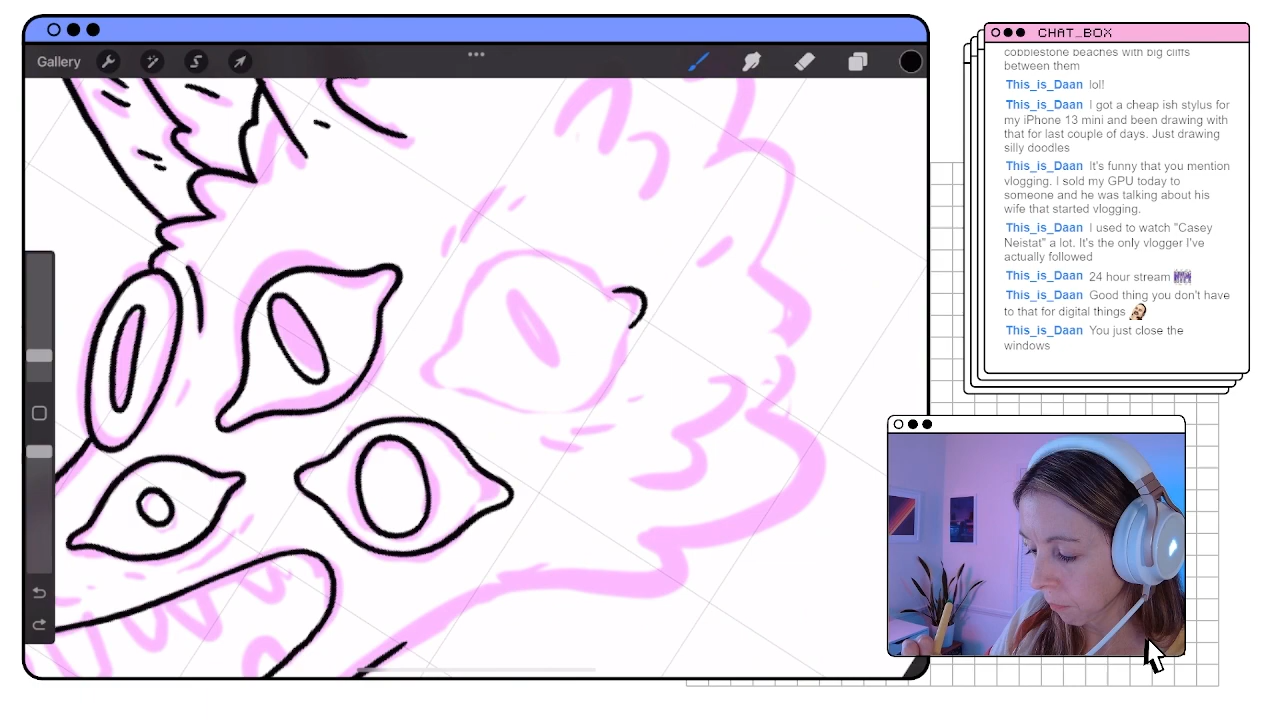 Gallery
CHAT_BOX
cobblestone beaches with big cliffs
between them
This_is_Daan lol!
This_is_Daan I got a cheap ish stylus for
my iPhone 13 mini and been drawing with
that for last couple of days. Just drawing
silly doodles
This_is_Daan It's funny that you mention
vlogging. I sold my GPU today to
someone and he was talking about his
wife that started vlogging.
This_is_Daan I used to watch "Casey
Neistat" a lot. It's the only vlogger I've
actually followed
This_is_Daan 24 hour stream
This_is_Daan Good thing you don't have
to that for digital things
This_is_Daan You just close the
windows